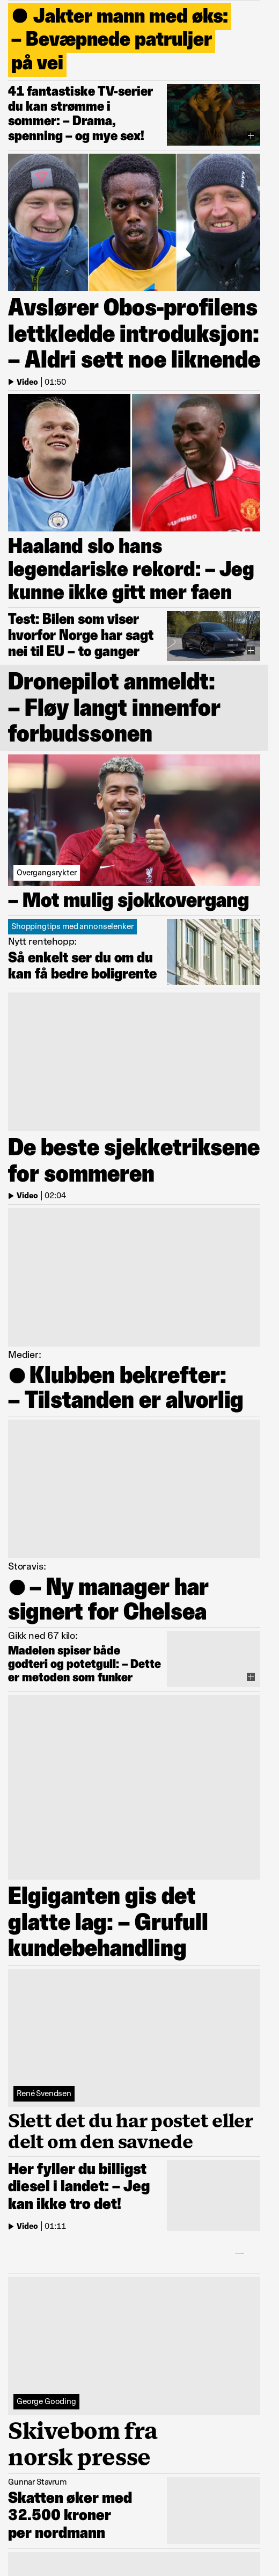 ● Jakter mann med øks:
– Bevæpnede patruljer
på vei
41 fantastiske TV-serier
du kan strømme i
sommer: – Drama,
spenning – og mye sex!
Avslører Obos-profilens
lettkledde introduksjon:
– Aldri sett noe liknende
Video | 01:50
Haaland slo hans
legendariske rekord: – Jeg
kunne ikke gitt mer faen
Test: Bilen som viser
hvorfor Norge har sagt
nei til EU – to ganger
Dronepilot anmeldt:
– Fløy langt innenfor
forbudssonen
Overgangsrykter
– Mot mulig sjokkovergang
Shoppingtips med annonselenker
Nytt rentehopp:
Så enkelt ser du om du
kan få bedre boligrente
De beste sjekketriksene
for sommeren
Video | 02:04
Medier:
● Klubben bekrefter:
– Tilstanden er alvorlig
Storavis:
● – Ny manager har
signert for Chelsea
Gikk ned 67 kilo:
Madelen spiser både
godteri og potetgull: – Dette
er metoden som funker
Elgiganten gis det
glatte lag: – Grufull
kundebehandling
René Svendsen
Slett det du har postet eller
delt om den savnede
Her fyller du billigst
diesel i landet: – Jeg
kan ikke tro det!
Video | 01:11
George Gooding
Skivebom fra
norsk presse
Gunnar Stavrum
Skatten øker med
32.500 kroner
per nordmann